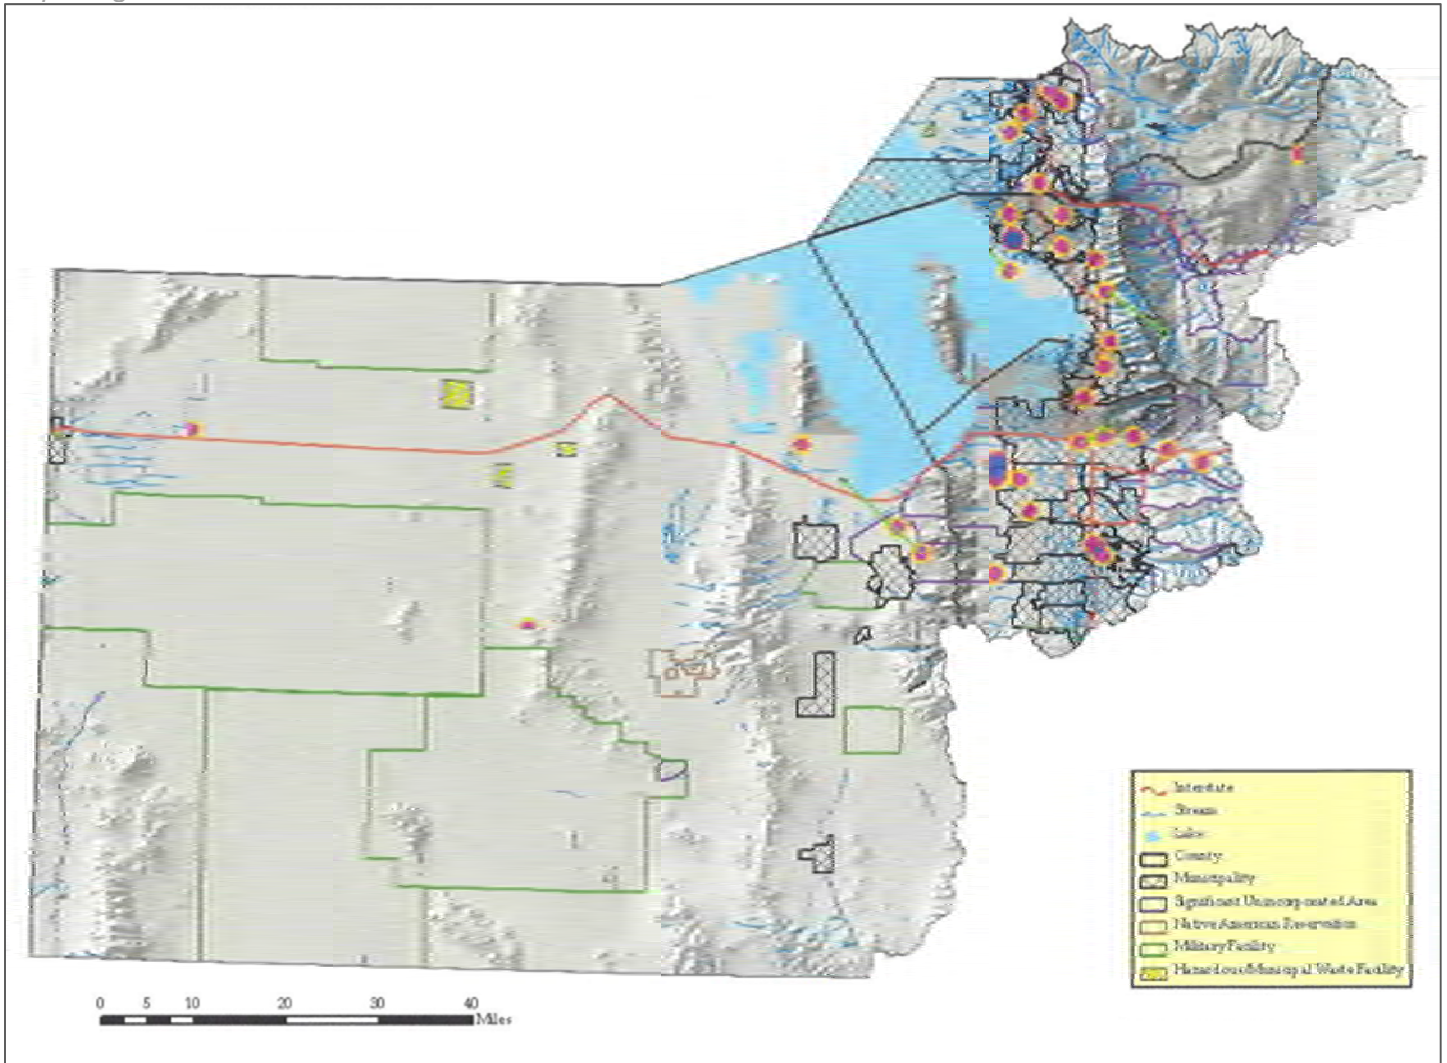 Interstate
Stream
Lake
County
Municipality
Significant Unincorporated Area
Native American Reservation
Military Facility
Hazardous/Municipal Waste Facility
0 5 10 20 30 40
Miles